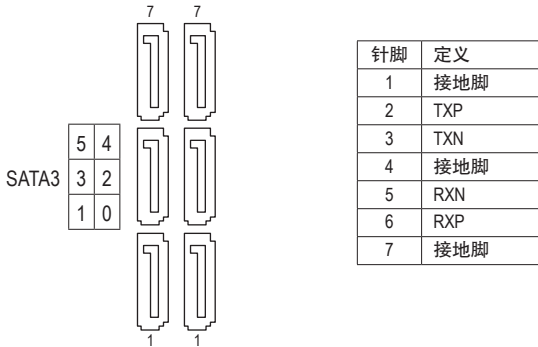 7 7
5 4
SATA3 3 2
1 0
1 1
针脚 定义
1 接地脚
2 TXP
3 TXN
4 接地脚
5 RXN
6 RXP
7 接地脚